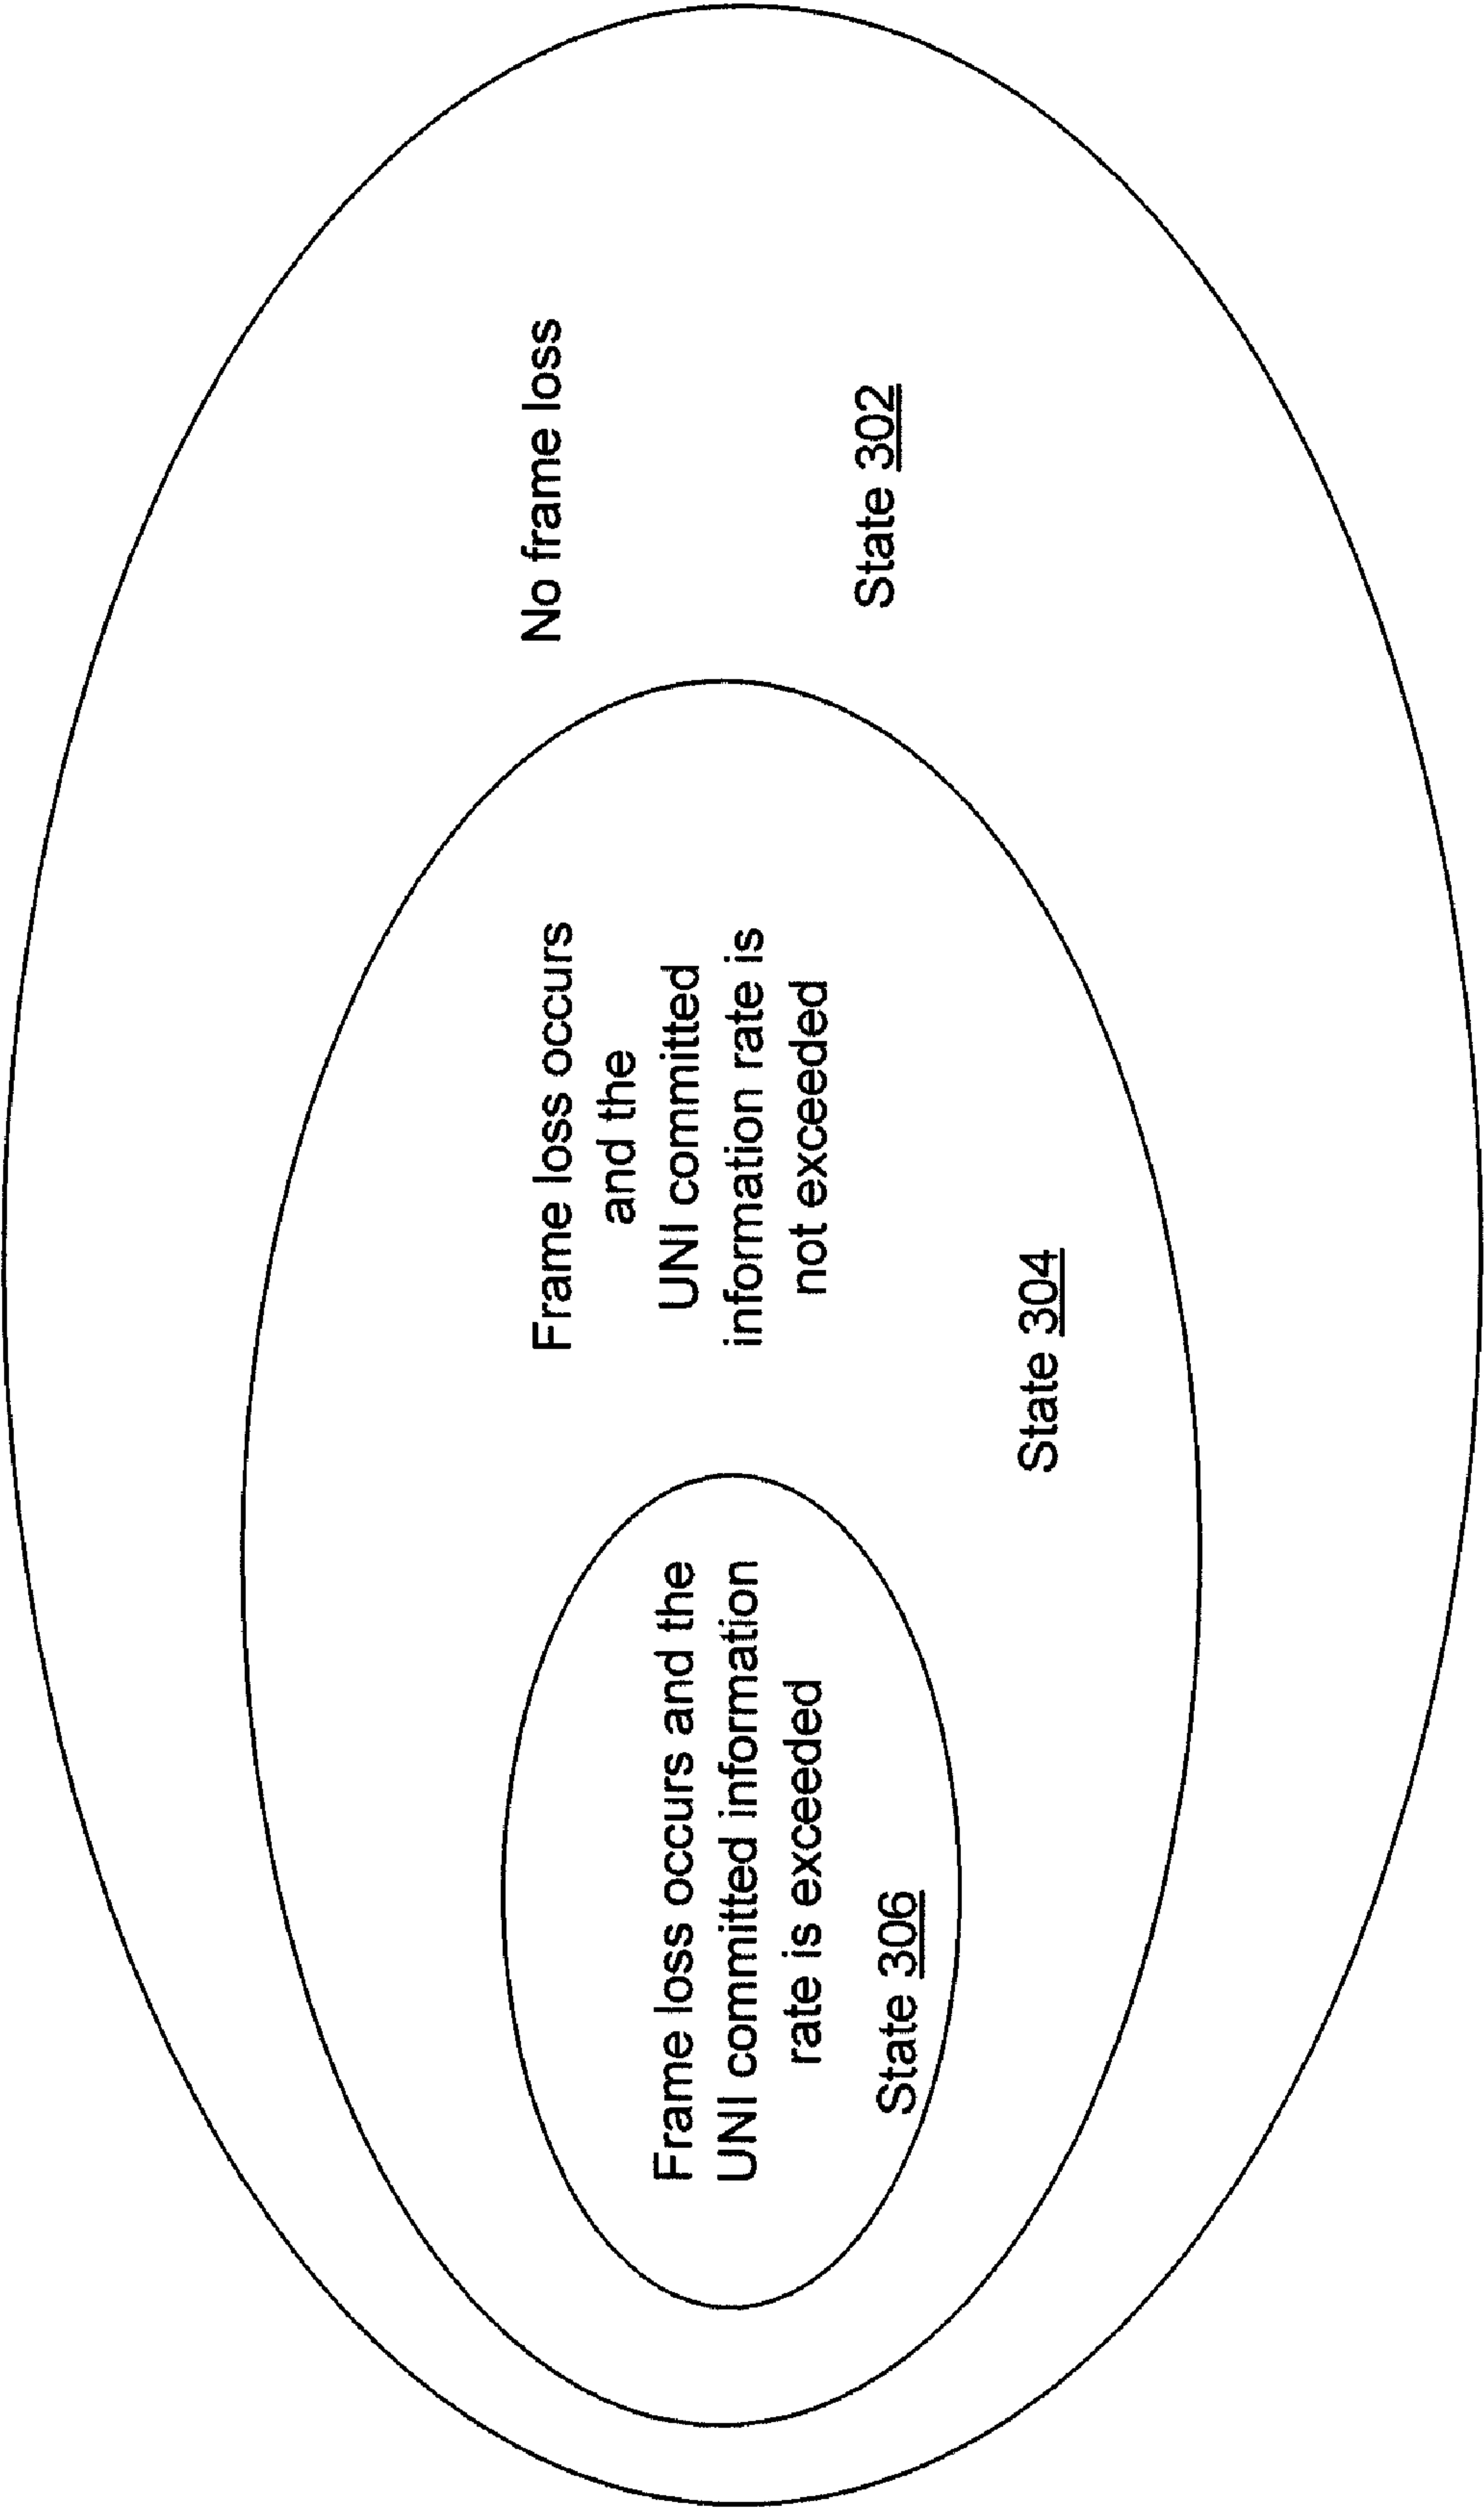 Frame loss occurs and the
UNI committed information
rate is exceeded
State 306
Frame loss occurs
and the
UNI committed
information rate is
not exceeded
State 304
No frame loss
State 302